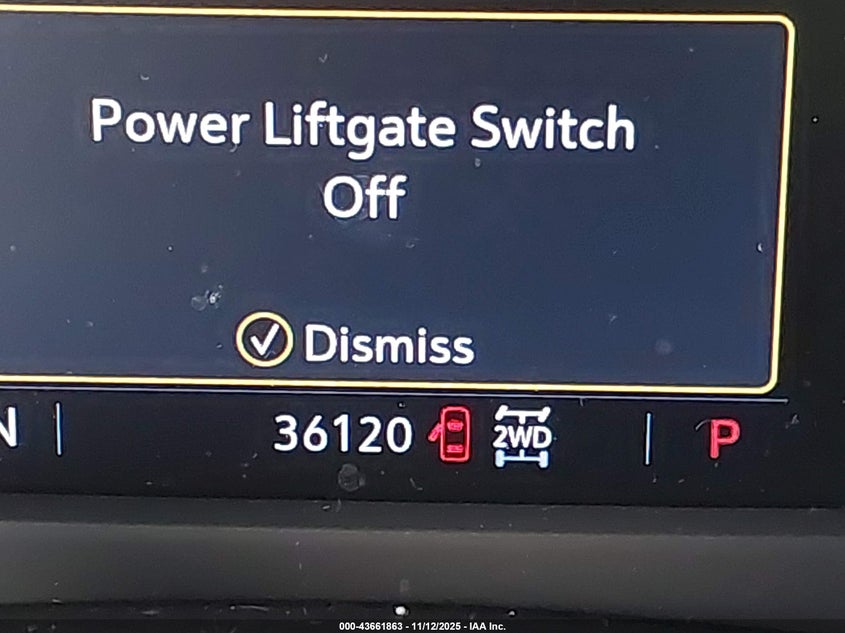 Power Liftgate Switch
Off
Dismiss
N 36120 2WD P
000-43661863 - 11/12/2025 - IAA Inc.